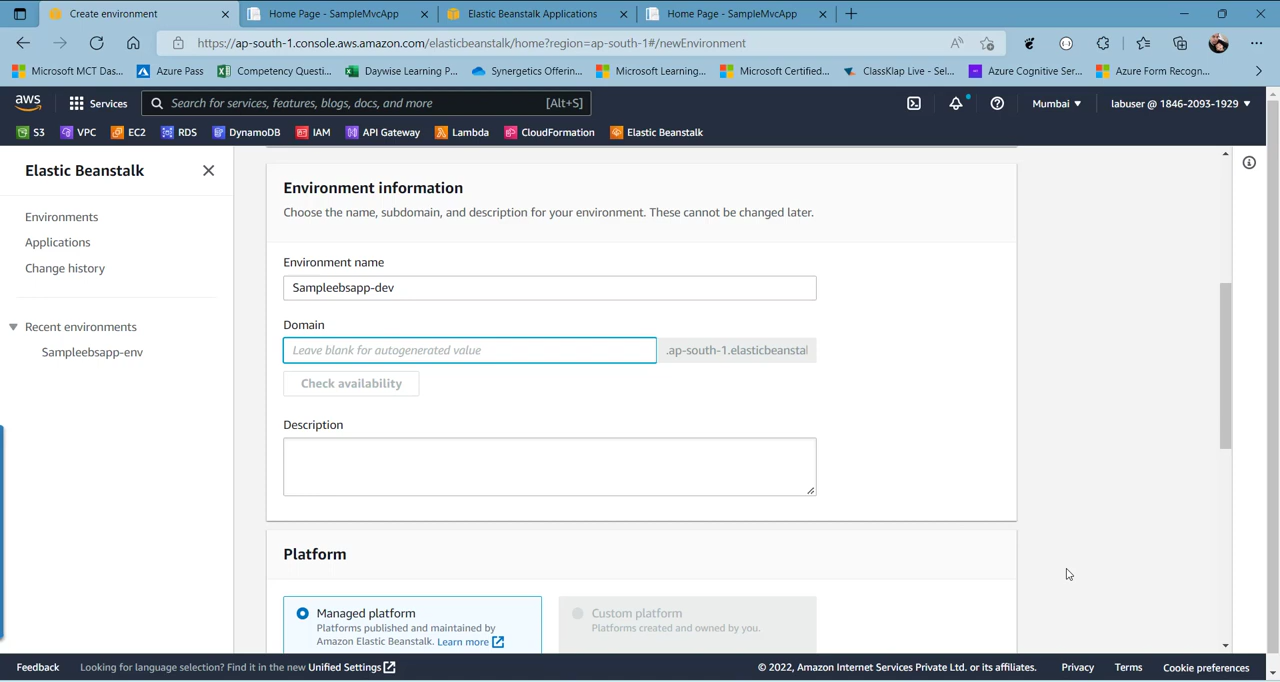 Create environment
Home Page - SampleMvcApp
Elastic Beanstalk Applications
Home Page - SampleMvcApp
https://ap-south-1.console.aws.amazon.com/elasticbeanstalk/home?region=ap-south-1#/newEnvironment
Microsoft MCT Das...
Azure Pass
Competency Questi...
Daywise Learning P...
Synergetics Offerin...
Microsoft Learning...
Microsoft Certified...
ClassKlap Live - Sel...
Azure Cognitive Ser...
Azure Form Recogn...
aws
Services
Search for services, features, blogs, docs, and more
[Alt+S]
Mumbai
labuser @ 1846-2093-1929
S3
VPC
EC2
RDS
DynamoDB
IAM
API Gateway
Lambda
CloudFormation
Elastic Beanstalk
Elastic Beanstalk
Environments
Applications
Change history
Recent environments
Sampleebsapp-env
Environment information
Choose the name, subdomain, and description for your environment. These cannot be changed later.
Environment name
Sampleebsapp-dev
Domain
Leave blank for autogenerated value
.ap-south-1.elasticbeanstal
Check availability
Description
Platform
Managed platform
Platforms published and maintained by
Amazon Elastic Beanstalk. Learn more
Custom platform
Platforms created and owned by you.
Feedback
Looking for language selection? Find it in the new Unified Settings
© 2022, Amazon Internet Services Private Ltd. or its affiliates.
Privacy
Terms
Cookie preferences